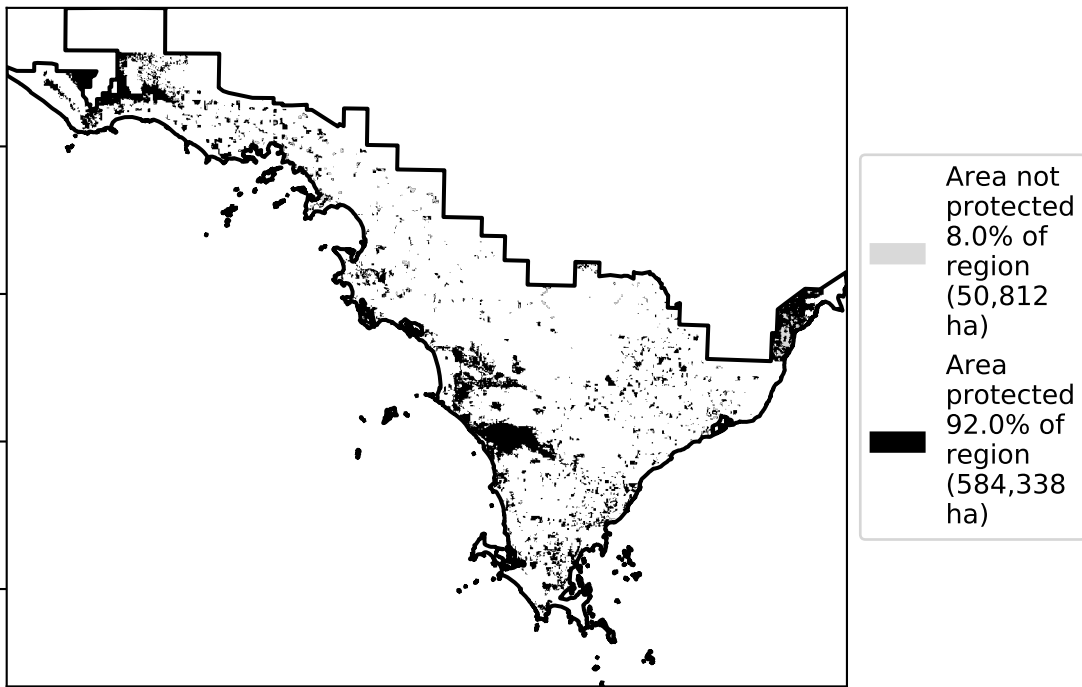 Area not
protected
8.0% of
region
(50,812
ha)
Area
protected
92.0% of
region
(584,338
ha)